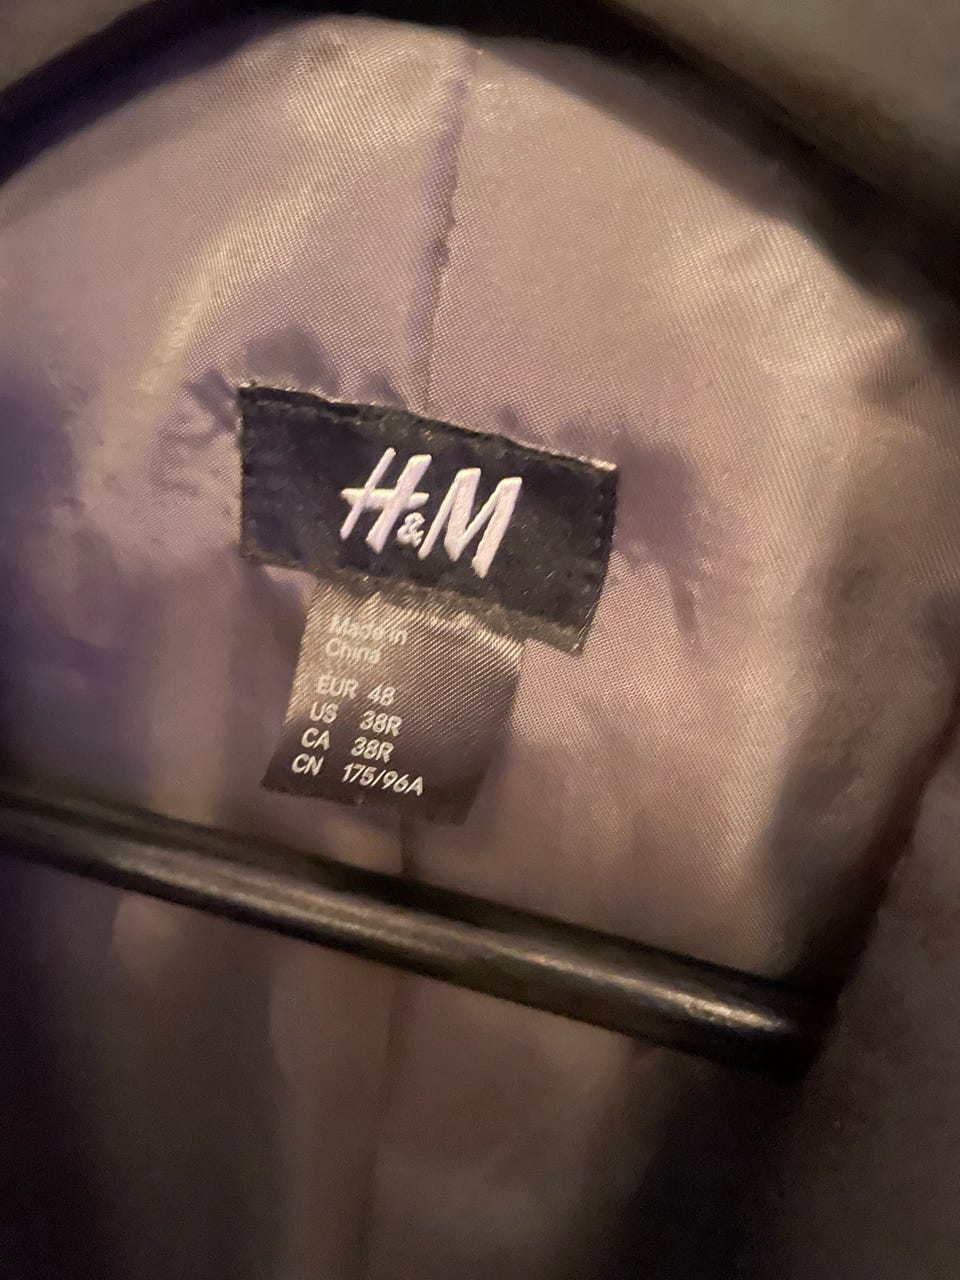 H&M
Made in
China
EUR 48
US 38R
CA 38R
CN 175/96A